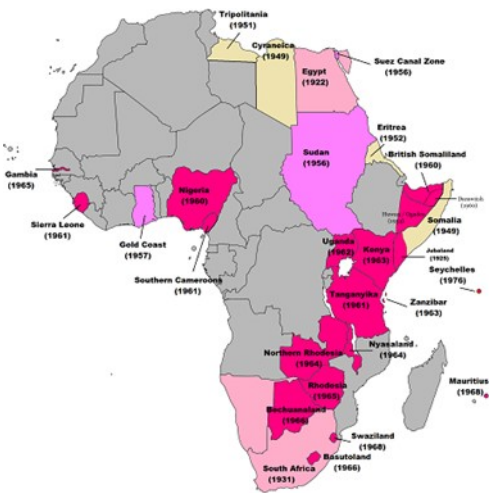 Tripolitania
(1951)
Cyraneica
(1949)
Egypt
(1922)
Suez Canal Zone
(1956)
Eritrea
(1952)
British Somaliland
(1960)
Sudan
(1956)
Gambia
(1965)
Nigeria
(1960)
Sierra Leone
(1961)
Gold Coast
(1957)
Southern Cameroons
(1961)
Somalia
(1949)
Jubaland
(1925)
Uganda
(1962)
Kenya
(1963)
Seychelles
(1976)
Tanganyika
(1961)
Zanzibar
(1963)
Nyasaland
(1964)
Northern Rhodesia
(1964)
Rhodesia
(1965)
Mauritius
(1968)
Bechuanaland
(1966)
Swaziland
(1968)
Basutoland
(1966)
South Africa
(1931)